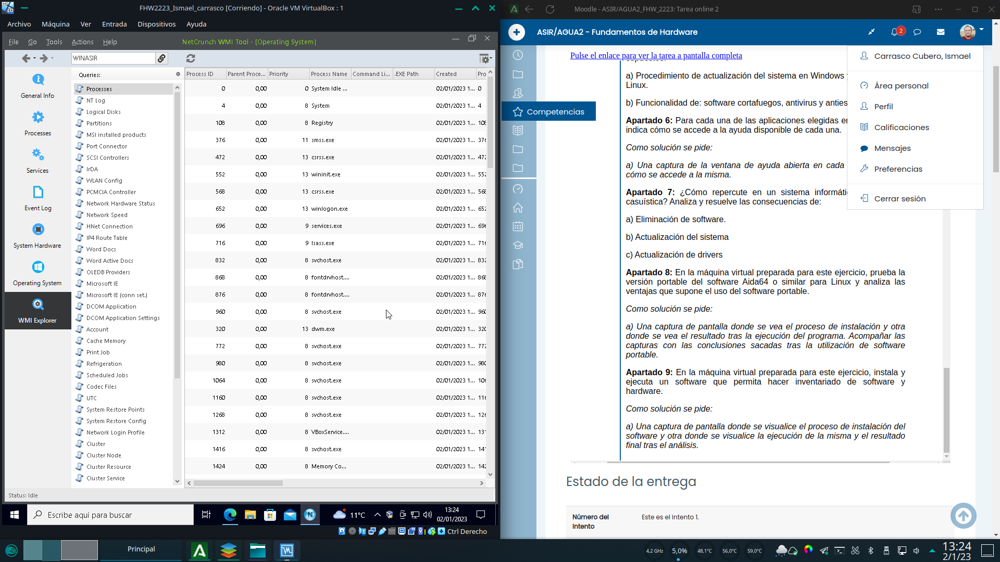 FHW2223_Ismael_carrasco [Corriendo] - Oracle VM VirtualBox : 1
Archivo Máquina Ver Entrada Dispositivos Ayuda
File Go Tools Actions Help NetCrunch WMI Tool - [Operating System]
WINASIR
General Info
Processes
Services
Event Log
System Hardware
Operating System
WMI Explorer
Queries:
Processes
NT Log
Logical Disks
Partitions
MSI installed products
Port Connector
SCSI Controllers
IrDA
WLAN Config
PCMCIA Controller
Network Hardware Status
Network Speed
HNet Connection
IP4 Route Table
Word Docs
Word Active Docs
OLEDB Providers
Microsoft IE
Microsoft IE (conn set.)
DCOM Application
DCOM Application Settings
Account
Cache Memory
Print Job
Refrigeration
Scheduled Jobs
Codec Files
UTC
System Restore Points
System Restore Config
Network Login Profile
Cluster
Cluster Node
Cluster Resource
Cluster Service
Process ID Parent Proce... Priority Process Name Command Li... .EXE Path Created Pro
0 0,00 0 System Idle ... 02/01/2023 1... 0
4 0,00 8 System 02/01/2023 1... 4
108 0,00 8 Registry 02/01/2023 1... 108
376 0,00 11 smss.exe 02/01/2023 1... 376
472 0,00 13 csrss.exe 02/01/2023 1... 472
552 0,00 13 wininit.exe 02/01/2023 1... 552
568 0,00 13 csrss.exe 02/01/2023 1... 568
652 0,00 13 winlogon.exe 02/01/2023 1... 652
696 0,00 9 services.exe 02/01/2023 1... 696
716 0,00 9 lsass.exe 02/01/2023 1... 716
832 0,00 8 svchost.exe 02/01/2023 1... 832
868 0,00 8 fontdrvhost.... 02/01/2023 1... 868
876 0,00 8 fontdrvhost.... 02/01/2023 1... 876
960 0,00 8 svchost.exe 02/01/2023 1... 960
320 0,00 13 dwm.exe 02/01/2023 1... 320
772 0,00 8 svchost.exe 02/01/2023 1... 772
980 0,00 8 svchost.exe 02/01/2023 1... 980
1064 0,00 8 svchost.exe 02/01/2023 1... 106
1160 0,00 8 svchost.exe 02/01/2023 1... 116
1268 0,00 8 svchost.exe 02/01/2023 1... 126
1312 0,00 8 VBoxService.... 02/01/2023 1... 131
1416 0,00 8 svchost.exe 02/01/2023 1... 141
1424 0,00 8 Memory Co... 02/01/2023 1... 142
Status: Idle
Escribe aquí para buscar
11°C
13:24
02/01/2023
Ctrl Derecho
Moodle - ASIR/AGUA2_FHW_2223: Tarea online 2
ASIR/AGUA2 - Fundamentos de Hardware
2
Competencias
Pulse el enlace para ver la tarea a pantalla completa
supuestos:
a) Procedimiento de actualización del sistema en Windows y
Linux.
b) Funcionalidad de: software cortafuegos, antivirus y anties
Apartado 6: Para cada una de las aplicaciones elegidas en
indica cómo se accede a la ayuda disponible de cada una.
Como solución se pide:
a) Una captura de la ventana de ayuda abierta en cada
cómo se accede a la misma.
Apartado 7: ¿Cómo repercute en un sistema informáti
casuística? Analiza y resuelve las consecuencias de:
a) Eliminación de software.
b) Actualización del sistema
c) Actualización de drivers
Apartado 8: En la máquina virtual preparada para este ejercicio, prueba la
versión portable del software Aida64 o similar para Linux y analiza las
ventajas que supone el uso del software portable.
Como solución se pide:
a) Una captura de pantalla donde se vea el proceso de instalación y otra
donde se vea el resultado tras la ejecución del programa. Acompañar las
capturas con las conclusiones sacadas tras la utilización de software
portable.
Apartado 9: En la máquina virtual preparada para este ejercicio, instala y
ejecuta un software que permita hacer inventariado de software y
hardware.
Como solución se pide:
a) Una captura de pantalla donde se visualice el proceso de instalación del
software y otra donde se visualice la ejecución de la misma y el resultado
final tras el análisis.
Carrasco Cubero, Ismael
Área personal
Perfil
Calificaciones
Mensajes
Preferencias
Cerrar sesión
Estado de la entrega
Número del
Intento
Este es el intento 1.
Principal
4,2 GHz 5,0% 48,1°C 56,0°C 59,0°C
13:24
2/1/23